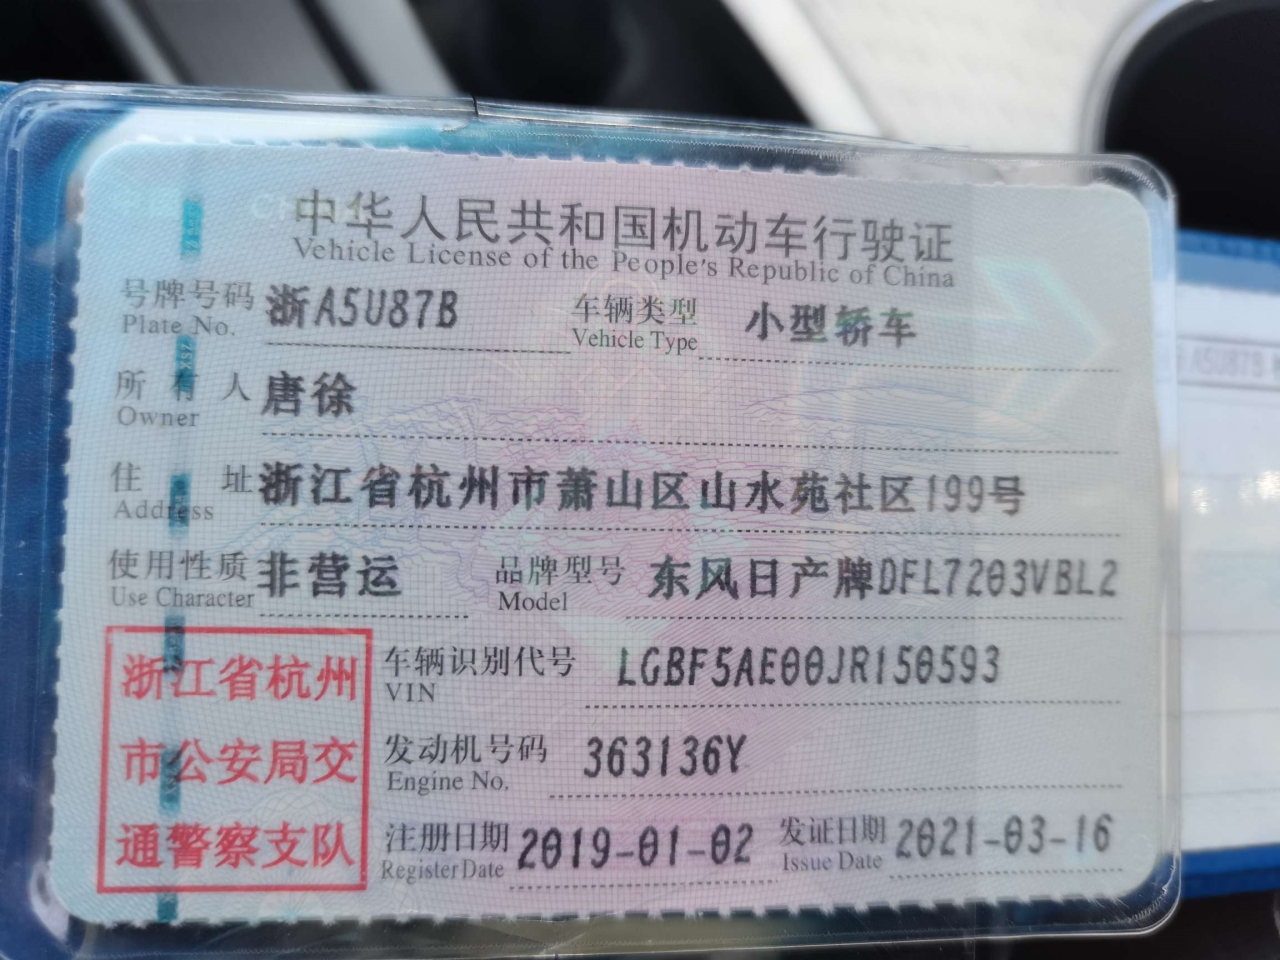 中华人民共和国机动车行驶证
Vehicle License of the People's Republic of China
号牌号码 浙A5U87B 车辆类型 小型轿车
Plate No. Vehicle Type
所有人 唐徐
Owner
住址 浙江省杭州市萧山区山水苑社区199号
Address
使用性质 非营运 品牌型号 东风日产牌DFL7203VBL2
Use Character Model
浙江省杭州
市公安局交
通警察支队
车辆识别代号 LGBF5AE00JR150593
VIN
发动机号码 363136Y
Engine No.
注册日期 2019-01-02 发证日期 2021-03-16
Register Date Issue Date
A5U87B